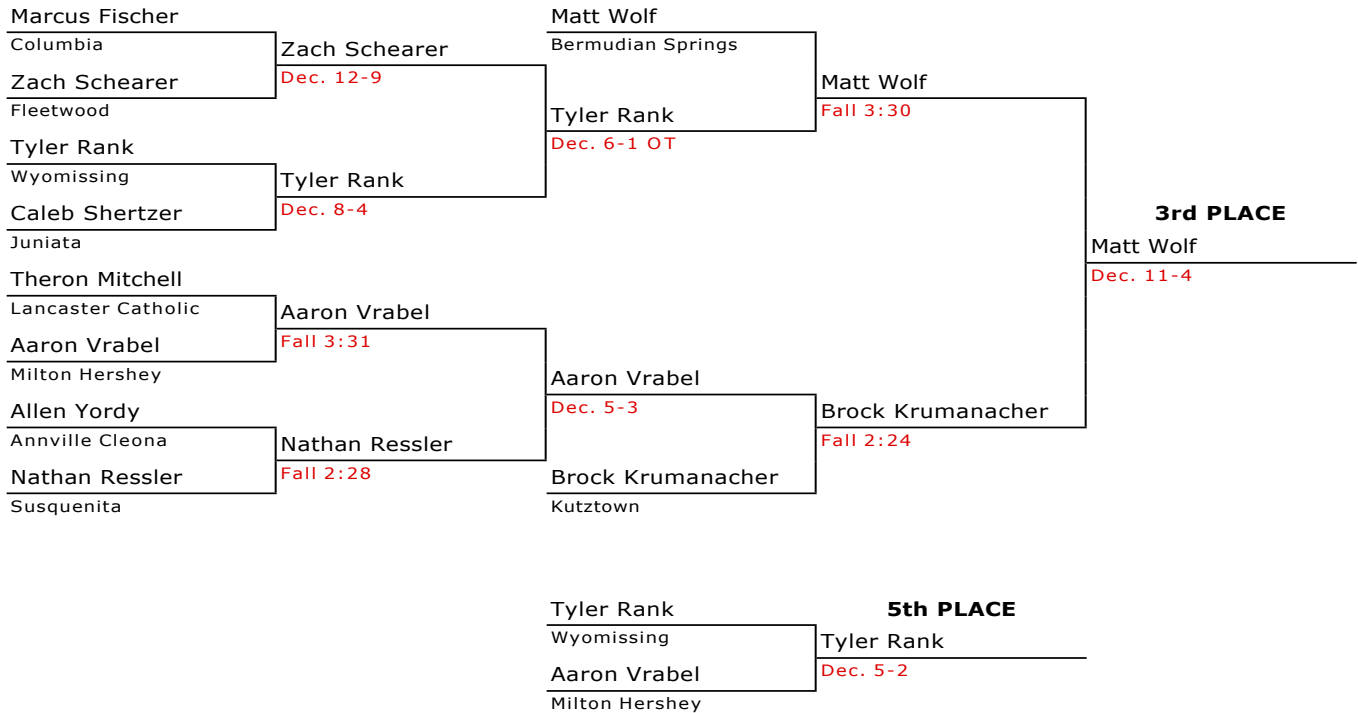 Marcus Fischer
Columbia
Zach Schearer
Fleetwood
Tyler Rank
Wyomissing
Caleb Shertzer
Juniata
Theron Mitchell
Lancaster Catholic
Aaron Vrabel
Milton Hershey
Allen Yordy
Annville Cleona
Nathan Ressler
Susquenita
Zach Schearer
Dec. 12-9
Tyler Rank
Dec. 8-4
Aaron Vrabel
Fall 3:31
Nathan Ressler
Fall 2:28
Matt Wolf
Bermudian Springs
Tyler Rank
Dec. 6-1 OT
Aaron Vrabel
Dec. 5-3
Brock Krumanacher
Kutztown
Matt Wolf
Fall 3:30
Brock Krumanacher
Fall 2:24
3rd PLACE
Matt Wolf
Dec. 11-4
Tyler Rank
Wyomissing
Aaron Vrabel
Milton Hershey
5th PLACE
Tyler Rank
Dec. 5-2